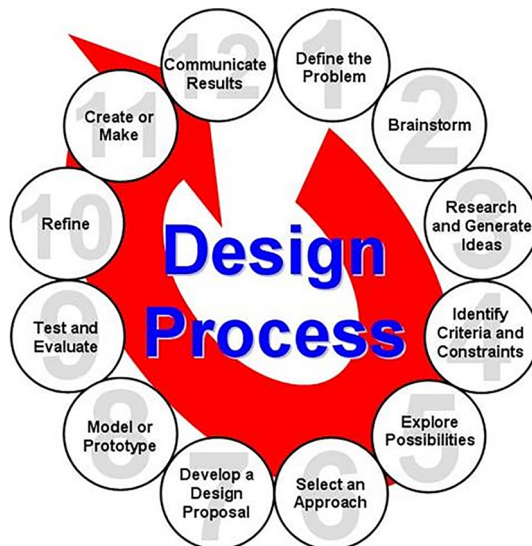 1
Define the
Problem
2
Brainstorm
3
Research
and Generate
Ideas
4
Identify
Criteria and
Constraints
5
Explore
Possibilities
6
Select an
Approach
7
Develop a
Design
Proposal
8
Model or
Prototype
9
Test and
Evaluate
10
Refine
11
Create or
Make
12
Communicate
Results
Design
Process